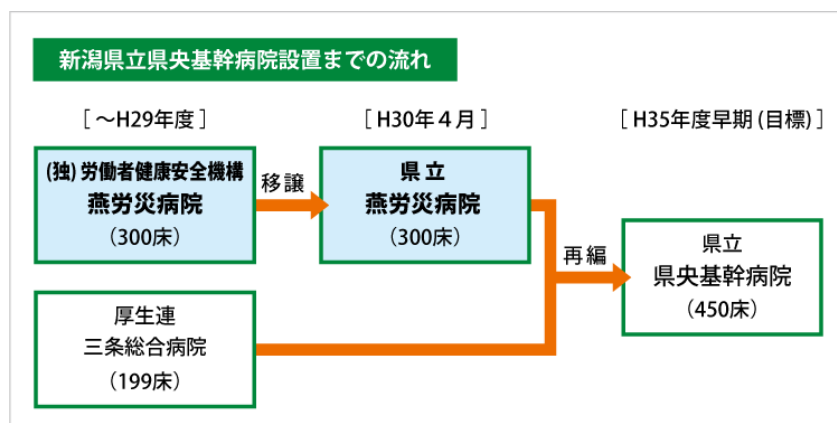 新潟県立県央基幹病院設置までの流れ
[ ～H29年度 ]
[ H30年４月 ]
[ H35年度早期 (目標) ]
(独) 労働者健康安全機構
燕労災病院
（300床）
移譲
県 立
燕労災病院
（300床）
再編
県立
県央基幹病院
（450床）
厚生連
三条総合病院
（199床）